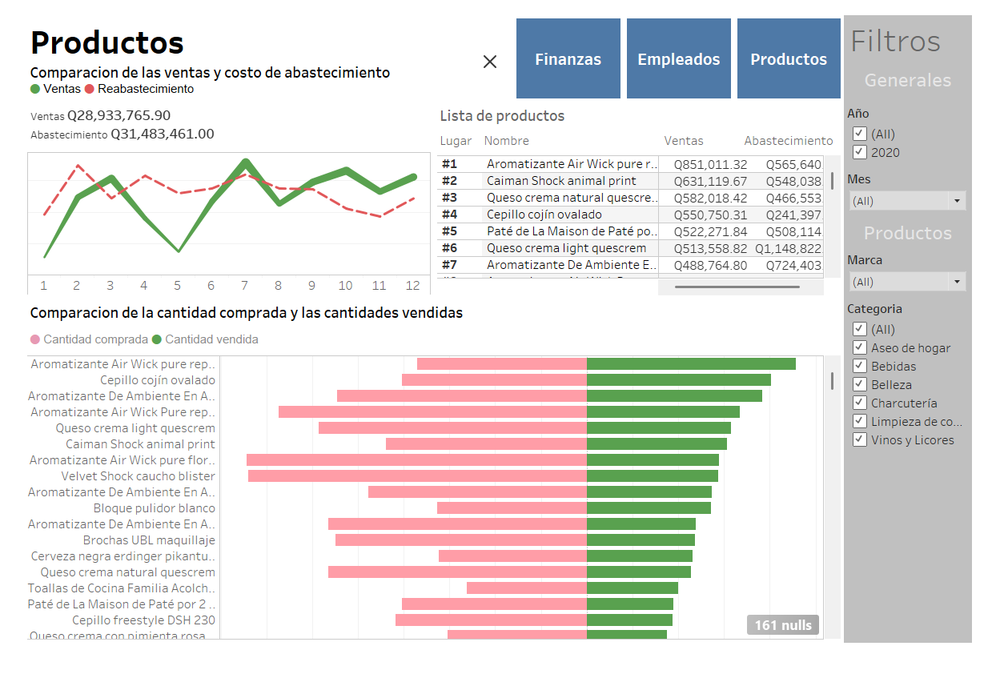 Productos
Comparacion de las ventas y costo de abastecimiento
Ventas Reabastecimiento
Ventas Q28,933,765.90
Abastecimiento Q31,483,461.00
1 2 3 4 5 6 7 8 9 10 11 12
Finanzas
Empleados
Productos
Lista de productos
Lugar Nombre Ventas Abastecimiento
#1 Aromatizante Air Wick pure r.. Q851,011.32 Q565,640
#2 Caiman Shock animal print Q631,119.67 Q548,038
#3 Queso crema natural quescre.. Q582,018.42 Q466,553
#4 Cepillo cojín ovalado Q550,750.31 Q241,397
#5 Paté de La Maison de Paté po.. Q522,271.84 Q508,114
#6 Queso crema light quescrem Q513,558.82 Q1,148,822
#7 Aromatizante De Ambiente E.. Q488,764.80 Q724,403
Comparacion de la cantidad comprada y las cantidades vendidas
Cantidad comprada Cantidad vendida
Aromatizante Air Wick pure rep..
Cepillo cojín ovalado
Aromatizante De Ambiente En A..
Aromatizante Air Wick Pure rep..
Queso crema light quescrem
Caiman Shock animal print
Aromatizante Air Wick pure flor..
Velvet Shock caucho blister
Aromatizante De Ambiente En A..
Bloque pulidor blanco
Aromatizante De Ambiente En A..
Brochas UBL maquillaje
Cerveza negra erdinger pikantu..
Queso crema natural quescrem
Toallas de Cocina Familia Acolch..
Paté de La Maison de Paté por 2 ..
Cepillo freestyle DSH 230
Queso crema con pimienta rosa
161 nulls
Filtros
Generales
Año
(All)
2020
Mes
(All)
Productos
Marca
(All)
Categoria
(All)
Aseo de hogar
Bebidas
Belleza
Charcutería
Limpieza de co...
Vinos y Licores